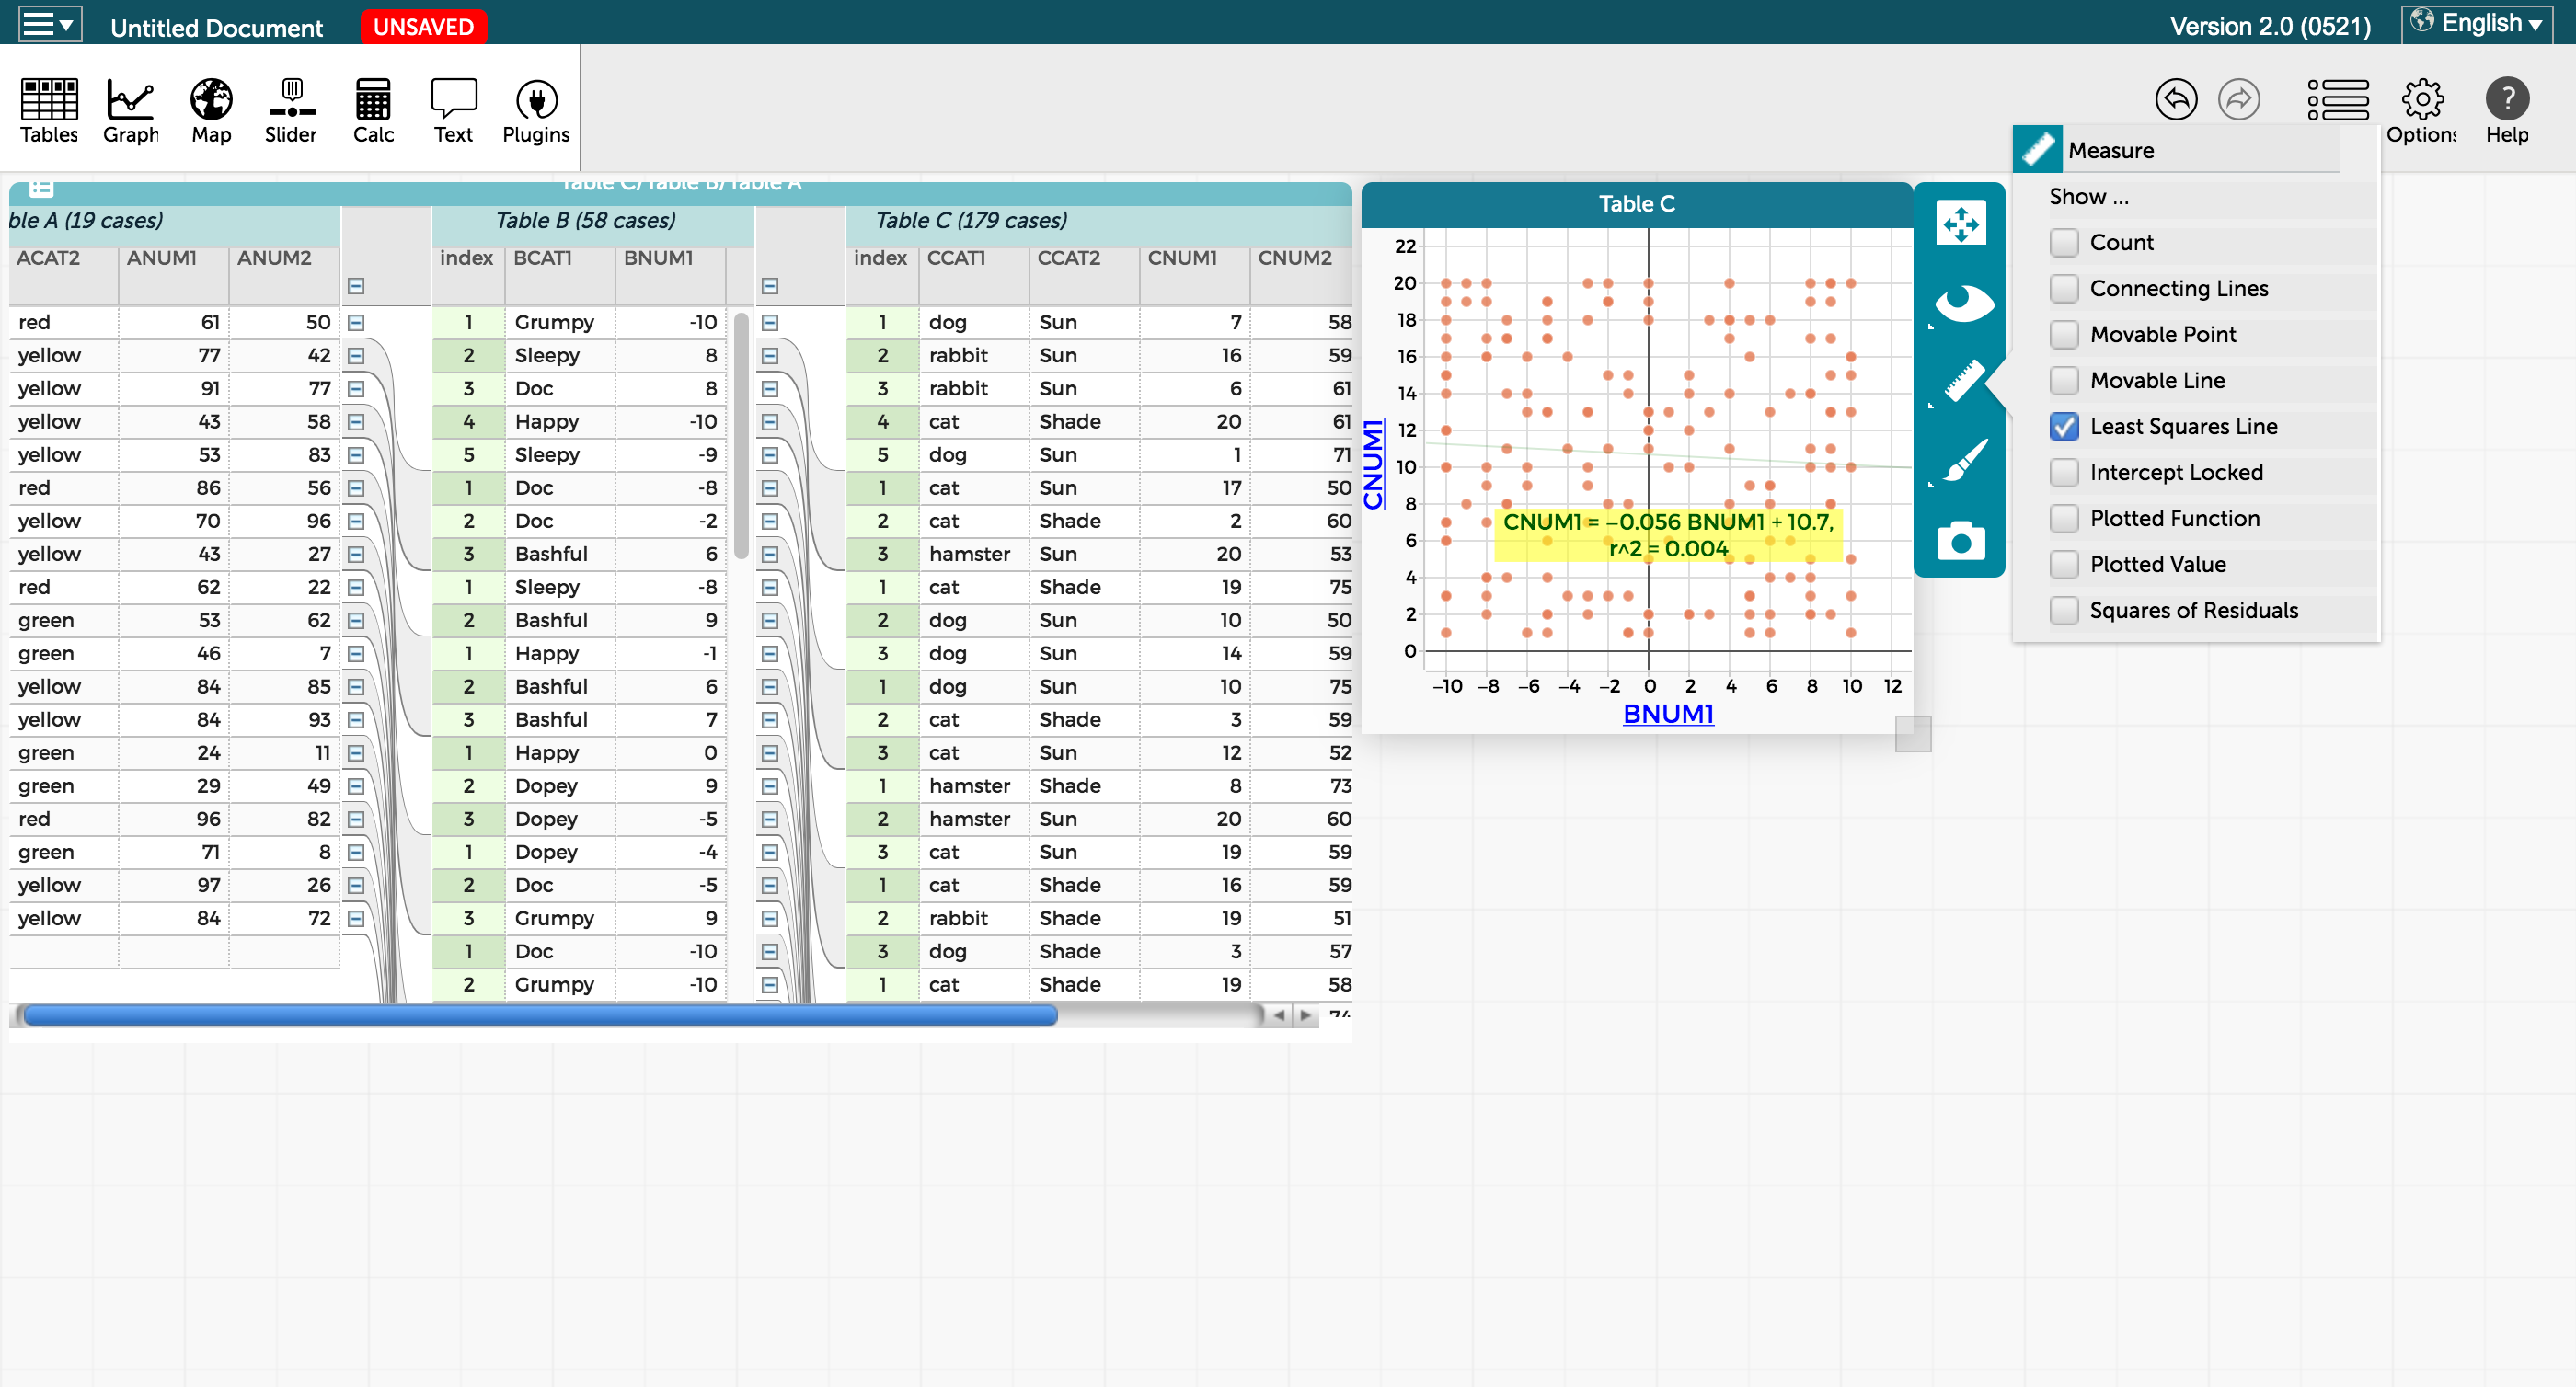 Untitled Document UNSAVED Version 2.0 (0521) English
Tables Graph Map Slider Calc Text Plugins Options Help
Table C/Table B/Table A
ble A (19 cases) Table B (58 cases) Table C (179 cases)
ACAT2 ANUM1 ANUM2 index BCAT1 BNUM1 index CCAT1 CCAT2 CNUM1 CNUM2
red 61 50 1 Grumpy -10 1 dog Sun 7 58
yellow 77 42 2 Sleepy 8 2 rabbit Sun 16 59
yellow 91 77 3 Doc 8 3 rabbit Sun 6 61
yellow 43 58 4 Happy -10 4 cat Shade 20 61
yellow 53 83 5 Sleepy -9 5 dog Sun 1 71
red 86 56 1 Doc -8 1 cat Sun 17 50
yellow 70 96 2 Doc -2 2 cat Shade 2 60
yellow 43 27 3 Bashful 6 3 hamster Sun 20 53
red 62 22 1 Sleepy -8 1 cat Shade 19 75
green 53 62 2 Bashful 9 2 dog Sun 10 50
green 46 7 1 Happy -1 3 dog Sun 14 59
yellow 84 85 2 Bashful 6 1 dog Sun 10 75
yellow 84 93 3 Bashful 7 2 cat Shade 3 59
green 24 11 1 Happy 0 3 cat Sun 12 52
green 29 49 2 Dopey 9 1 hamster Shade 8 73
red 96 82 3 Dopey -5 2 hamster Sun 20 60
green 71 8 1 Dopey -4 3 cat Sun 19 59
yellow 97 26 2 Doc -5 1 cat Shade 16 59
yellow 84 72 3 Grumpy 9 2 rabbit Shade 19 51
1 Doc -10 3 dog Shade 3 57
2 Grumpy -10 1 cat Shade 19 58
74
Table C
22
20
18
16
14
12
10
8
6
4
2
0
CNUM1
CNUM1 = −0.056 BNUM1 + 10.7,
r^2 = 0.004
−10 −8 −6 −4 −2 0 2 4 6 8 10 12
BNUM1
Measure
Show ...
Count
Connecting Lines
Movable Point
Movable Line
Least Squares Line
Intercept Locked
Plotted Function
Plotted Value
Squares of Residuals